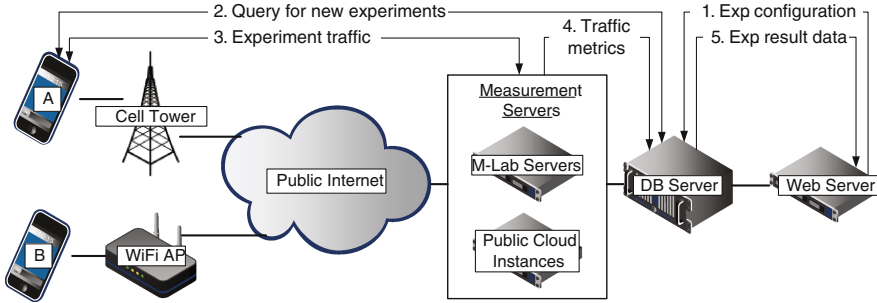 2. Query for new experiments
1. Exp configuration
3. Experiment traffic
4. Traffic
metrics
5. Exp result data
A
Cell Tower
Measurement
Servers
M-Lab Servers
Public Internet
DB Server
Web Server
B
WiFi AP
Public Cloud
Instances